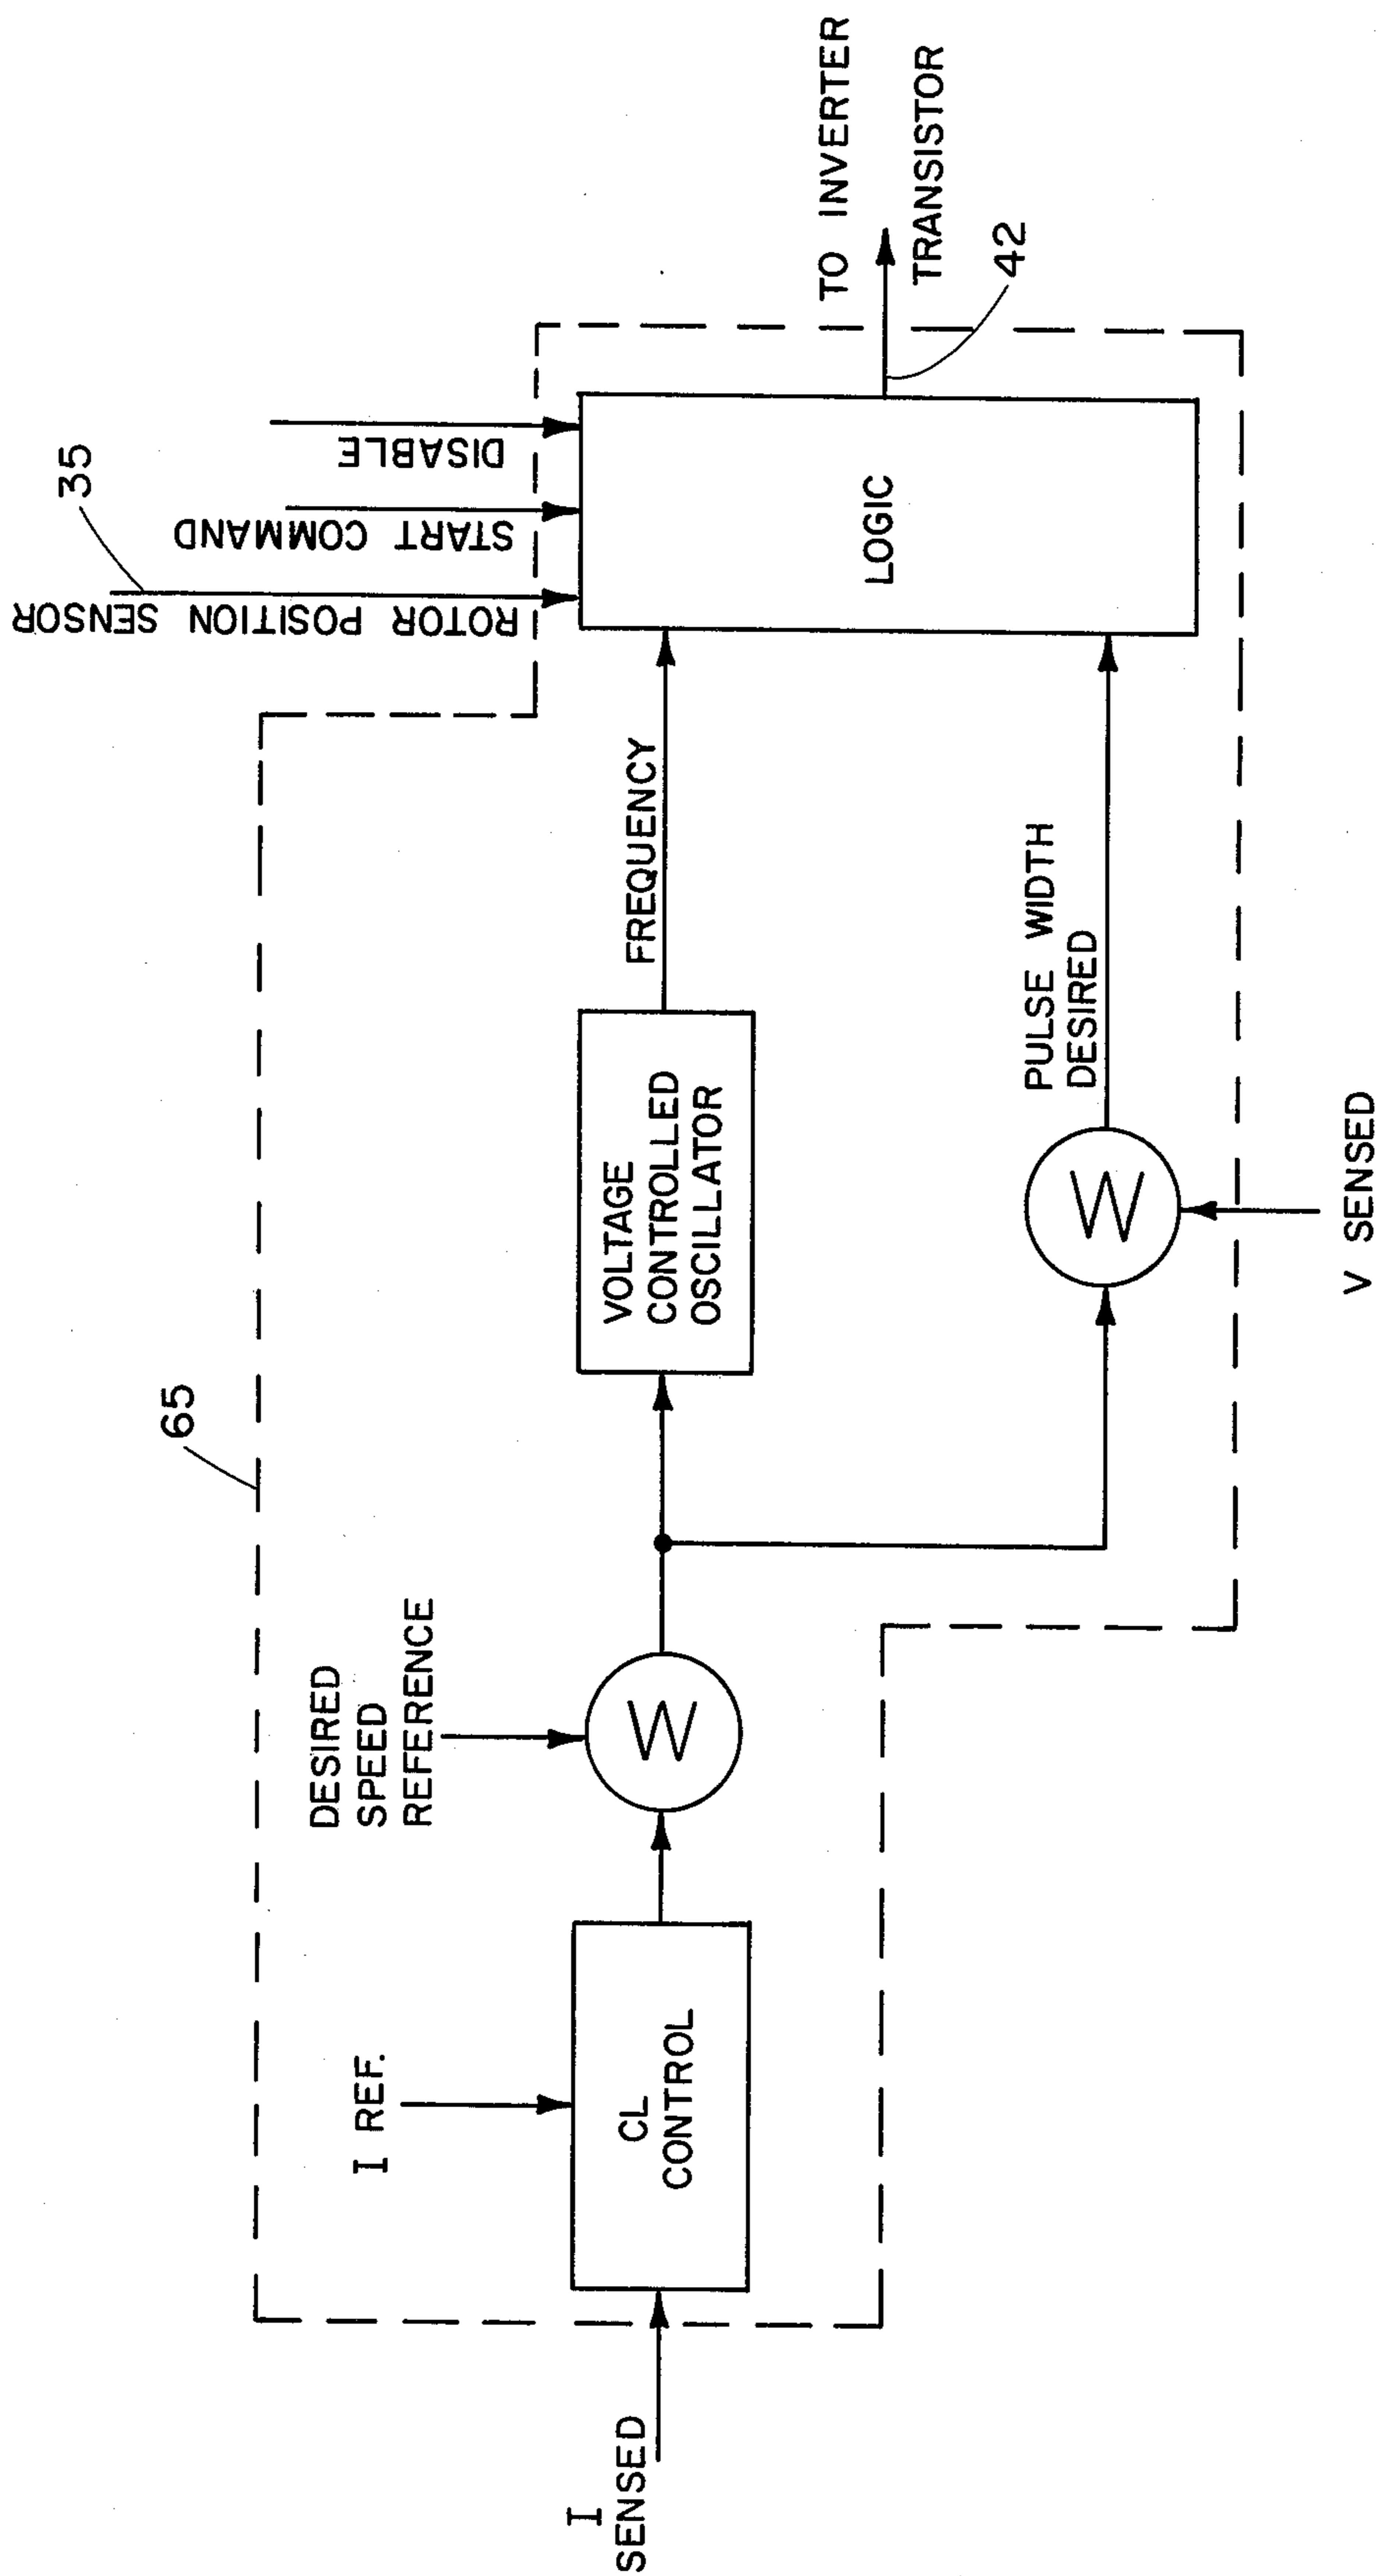 65
35
ROTOR POSITION SENSOR
START COMMAND
DISABLE
I
SENSED
I REF.
CL
CONTROL
DESIRED
SPEED
REFERENCE
W
VOLTAGE
CONTROLLED
OSCILLATOR
FREQUENCY
W
V SENSED
PULSE WIDTH
DESIRED
LOGIC
TO INVERTER
TRANSISTOR
42